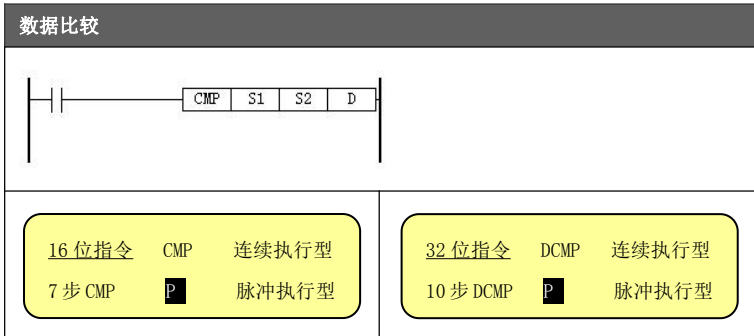 数据比较
CMP S1 S2 D
16 位指令 CMP 连续执行型
7 步 CMP P 脉冲执行型
32 位指令 DCMP 连续执行型
10 步 DCMP P 脉冲执行型